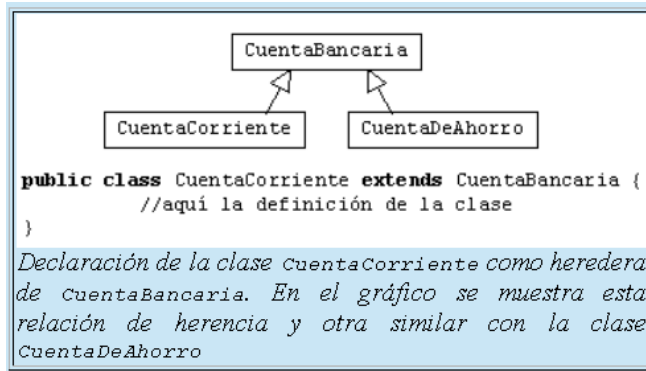 CuentaBancaria
CuentaCorriente
CuentaDeAhorro
public class CuentaCorriente extends CuentaBancaria {
//aquí la definición de la clase
}
Declaración de la clase CuentaCorriente como heredera
de CuentaBancaria. En el gráfico se muestra esta
relación de herencia y otra similar con la clase
CuentaDeAhorro